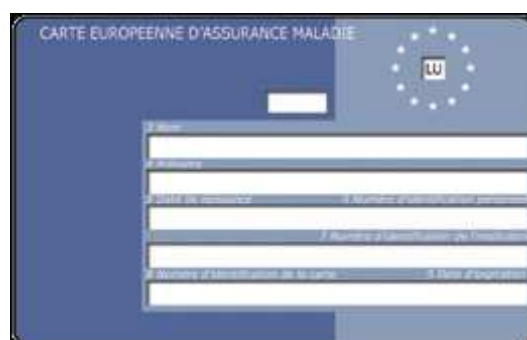 CARTE EUROPEENNE D'ASSURANCE MALADIE
LU
3 Nom
4 Prénoms
5 Date de naissance 6 Numéro d'identification personnel
7 Numéro d'identification de l'institution
8 Numéro d'identification de la carte 9 Date d'expiration